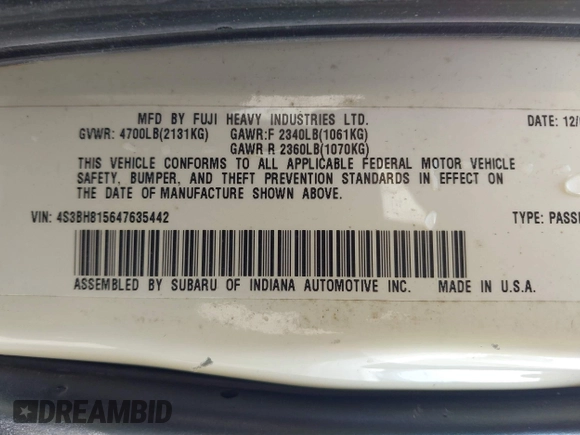 MFD BY FUJI HEAVY INDUSTRIES LTD. DATE: 12/
GVWR: 4700LB(2131KG) GAWR:F 2340LB(1061KG)
GAWR R 2360LB(1070KG)
THIS VEHICLE CONFORMS TO ALL APPLICABLE FEDERAL MOTOR VEHICLE
SAFETY, BUMPER, AND THEFT PREVENTION STANDARDS IN EFFECT ON
THE DATE OF MANUFACTURE SHOWN ABOVE.
VIN: 4S3BH815647635442 TYPE: PASS
ASSEMBLED BY SUBARU OF INDIANA AUTOMOTIVE INC. MADE IN U.S.A.
DREAMBID